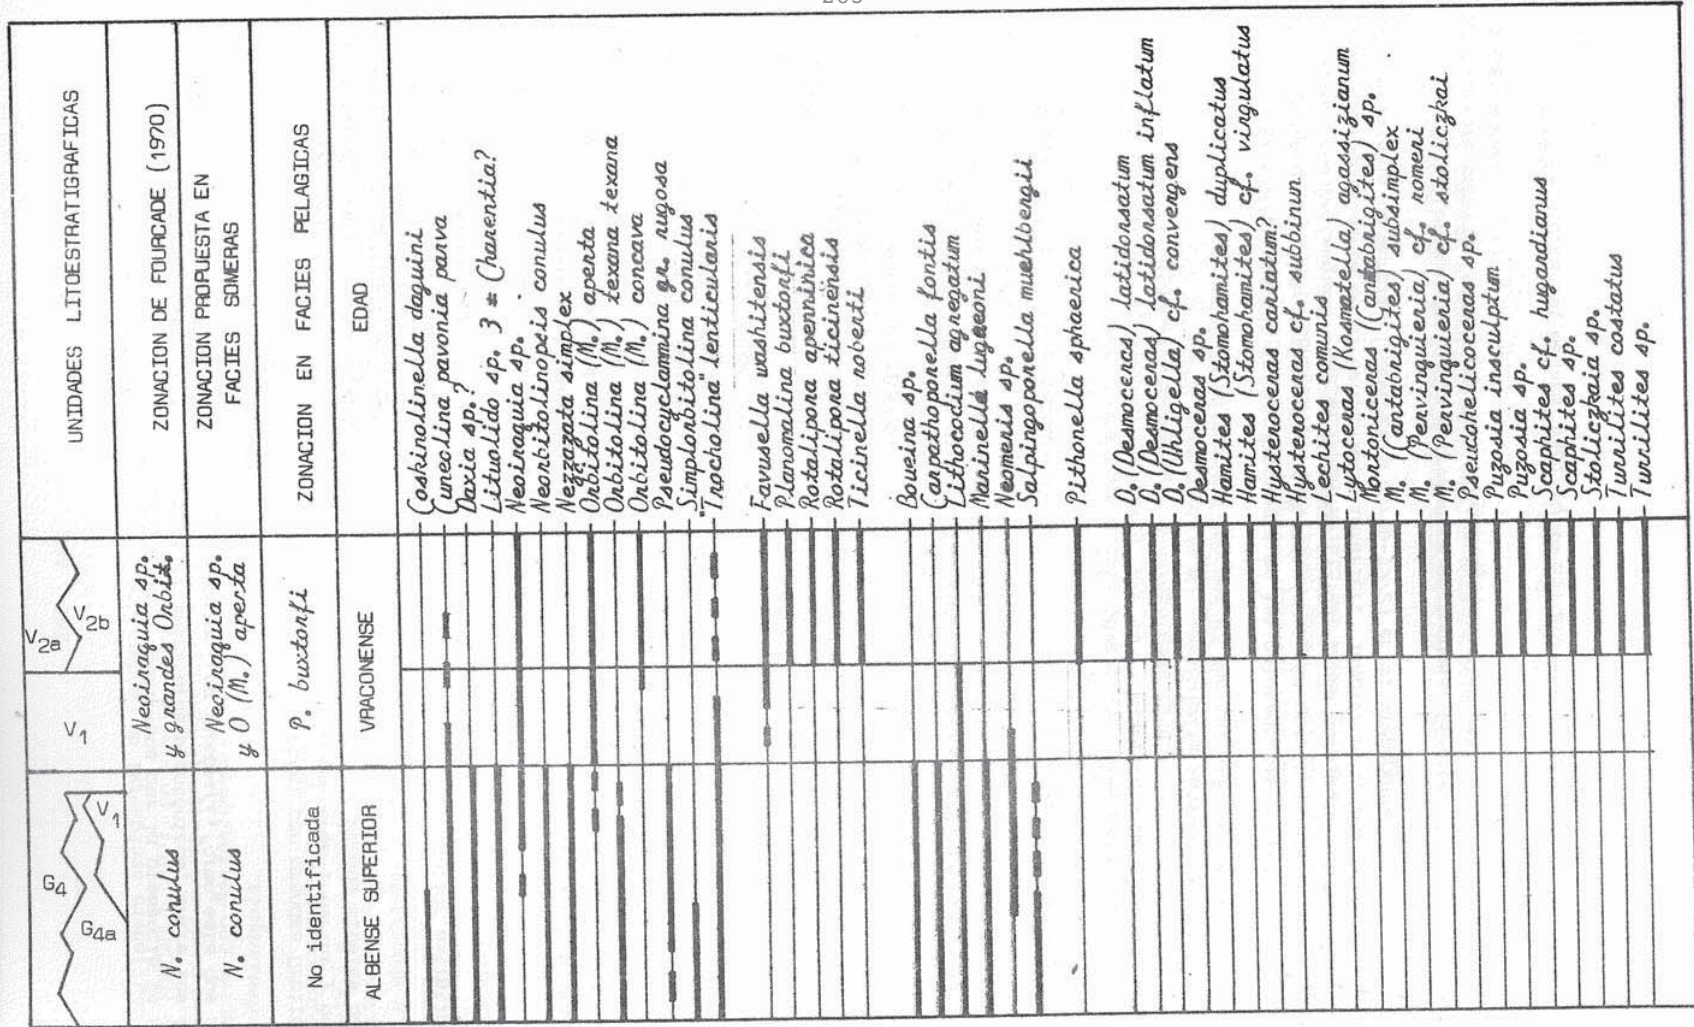 UNIDADES LITOESTRATIGRAFICAS
G4
G4a
V1
V1
V2a
V2b
ZONACION DE FOURCADE (1970)
N. conulus
Neoiraquia sp.
y grandes Orbit.
ZONACION PROPUESTA EN
FACIES SOMERAS
N. conulus
Neoiraquia sp.
y O (M.) aperta
ZONACION EN FACIES PELAGICAS
No identificada
P. buxtorfi
EDAD
ALBENSE SUPERIOR
VRACONENSE
Coskinolinella daguini
Cuneolina pavonia parva
Daxia sp.?
Lituolido sp. 3 = Charentia?
Neoiraquia sp.
Neorbitolinopsis conulus
Nezzazata simplex
Orbitolina (M.) aperta
Orbitolina (M.) texana texana
Orbitolina (M.) concava
Pseudocyclammina gr. rugosa
Simplorbitolina conulus
"Trocholina" lenticularis
Favusella washitensis
Planomalina buxtorfi
Rotalipora apenninica
Rotalipora ticinensis
Ticinella roberti
Boueina sp.
Carpathoporella fontis
Lithocodium agregatum
Marinella lugeoni
Neomeris sp.
Salpingoporella muehlbergii
Pithonella sphaerica
D. (Desmoceras) latidorsatum
D. (Desmoceras) latidorsatum inflatum
D. (Uhligella) cf. convergens
Desmoceras sp.
Hamites (Stomohamites) duplicatus
Hamites (Stomohamites) cf. virgulatus
Hysteroceras cariatum?
Hysteroceras cf. subbinun
Lechites comunis
Lytoceras (Kosmatella) agassizianum
Mortoniceras ((Cantabrigites) sp.
M. (Cantabrigites) subsimplex
M. (Pervinquieria) cf. romeri
M. (Pervinquieria) cf. stoliczkai
Pseudohelicoceras sp.
Puzosia insculptum
Puzosia sp.
Scaphites cf. hugardianus
Scaphites sp.
Stoliczkaia sp.
Turrilites costatus
Turrilites sp.